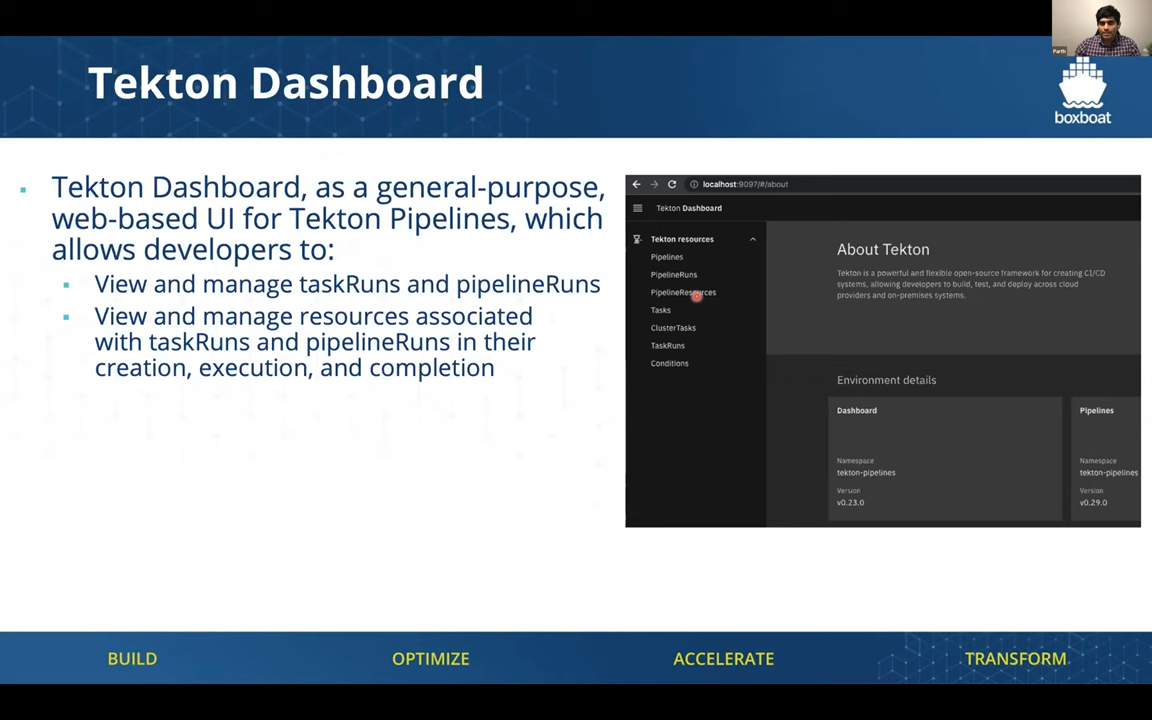 Parth
Tekton Dashboard
boxboat
Tekton Dashboard, as a general-purpose,
web-based UI for Tekton Pipelines, which
allows developers to:
View and manage taskRuns and pipelineRuns
View and manage resources associated
with taskRuns and pipelineRuns in their
creation, execution, and completion
localhost:9097/#/about
Tekton Dashboard
Tekton resources
Pipelines
PipelineRuns
PipelineResources
Tasks
ClusterTasks
TaskRuns
Conditions
About Tekton
Tekton is a powerful and flexible open-source framework for creating CI/CD
systems, allowing developers to build, test, and deploy across cloud
providers and on-premises systems.
Environment details
Dashboard
Namespace
tekton-pipelines
Version
v0.23.0
Pipelines
Namespace
tekton-pipelines
Version
v0.29.0
BUILD
OPTIMIZE
ACCELERATE
TRANSFORM